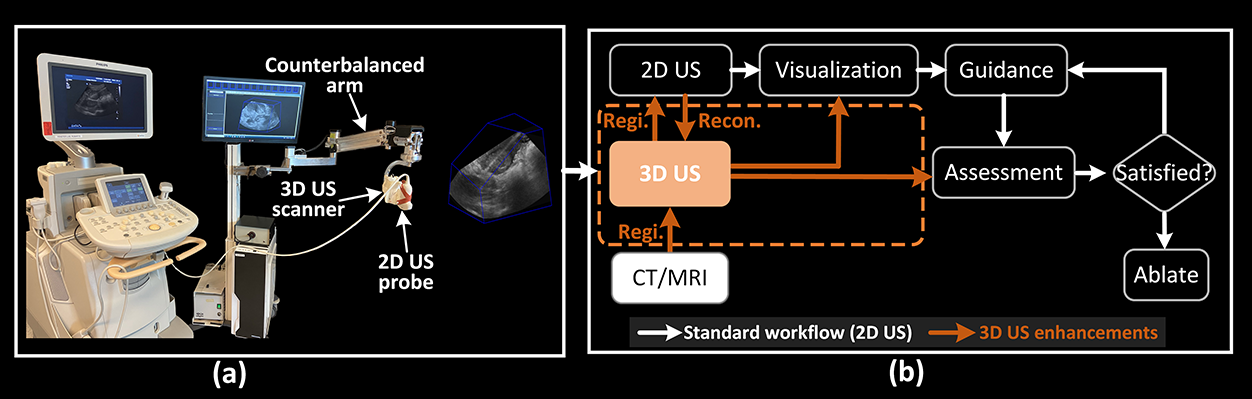 Counterbalanced
arm
3D US
scanner
2D US
probe
(a)
2D US
Visualization
Guidance
Regi.
Recon.
3D US
Assessment
Satisfied?
Regi.
CT/MRI
Ablate
Standard workflow (2D US)
3D US enhancements
(b)